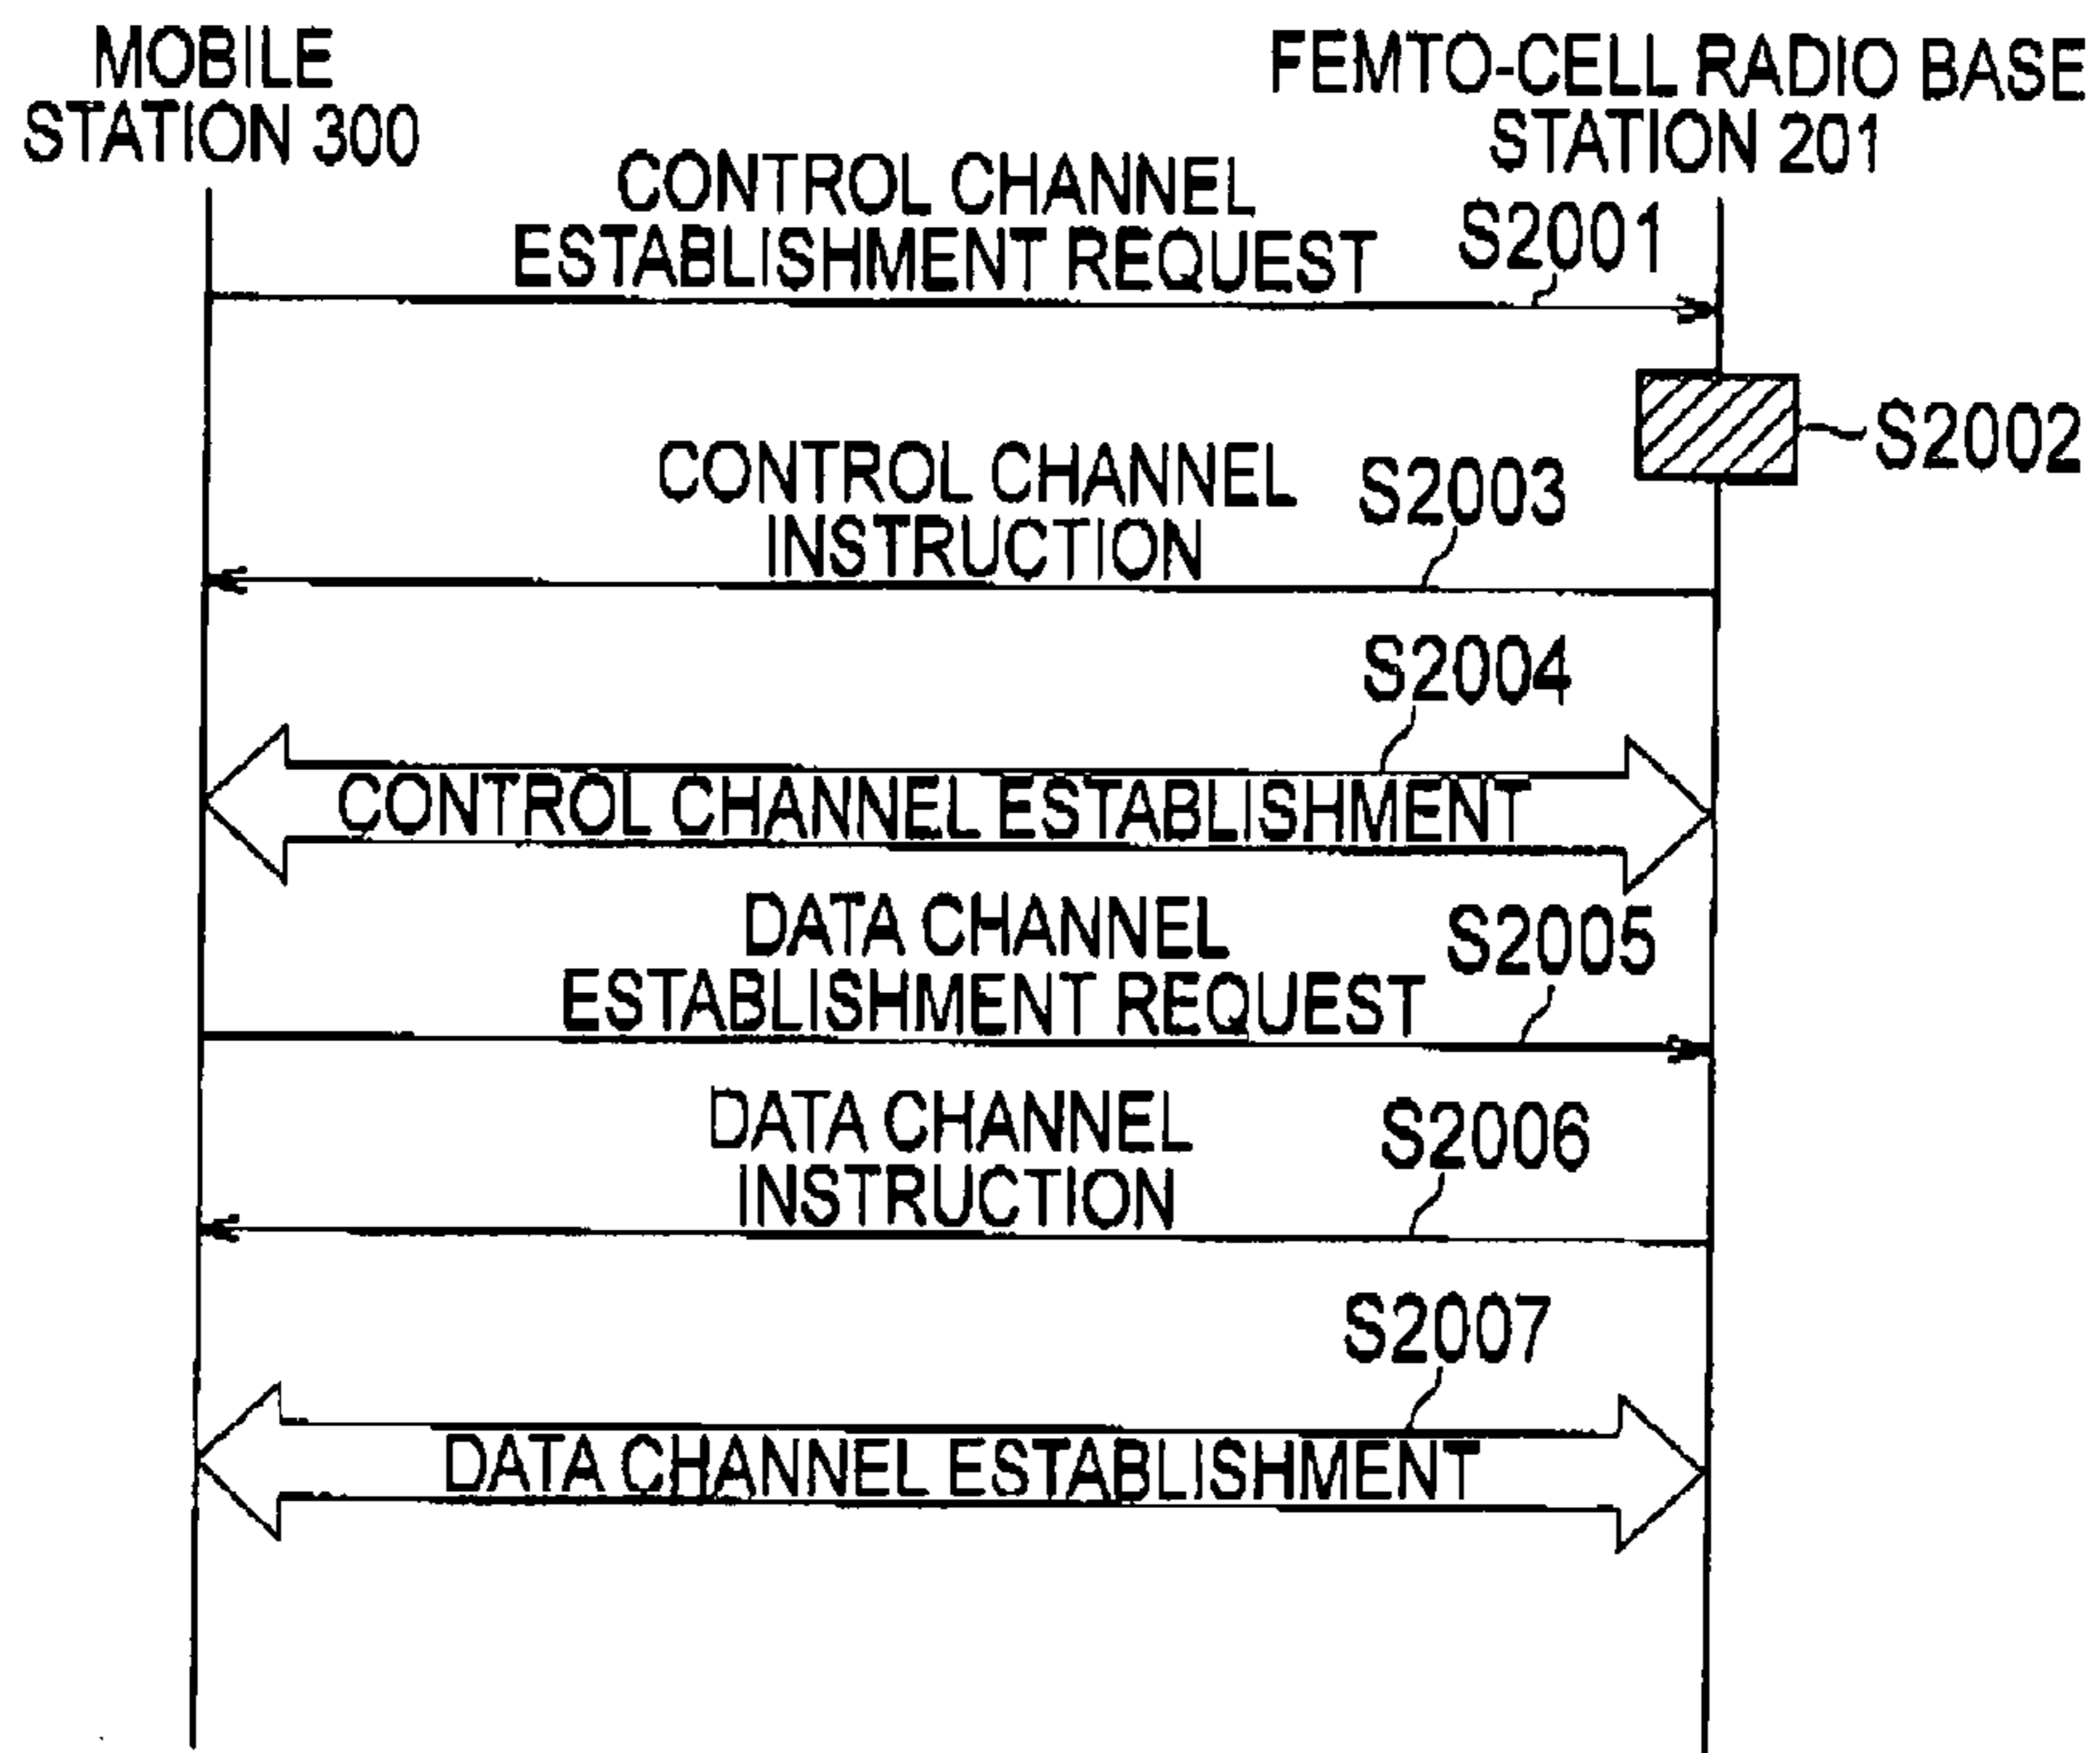 MOBILE
STATION 300
FEMTO-CELL RADIO BASE
STATION 201
CONTROL CHANNEL
ESTABLISHMENT REQUEST
S2001
S2002
CONTROL CHANNEL
INSTRUCTION
S2003
S2004
CONTROL CHANNEL ESTABLISHMENT
DATA CHANNEL
ESTABLISHMENT REQUEST
S2005
DATA CHANNEL
INSTRUCTION
S2006
S2007
DATA CHANNEL ESTABLISHMENT